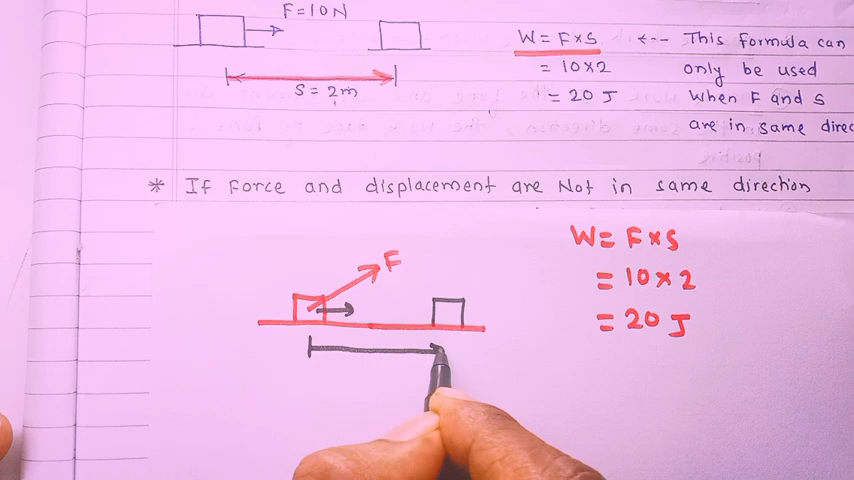 F=10N
S = 2m
W= F×S ←-- This formula can
= 10×2 only be used
= 20 J When F and S
are in same direc
* If Force and displacement are Not in same direction
F
W= F×S
= 10×2
= 20 J